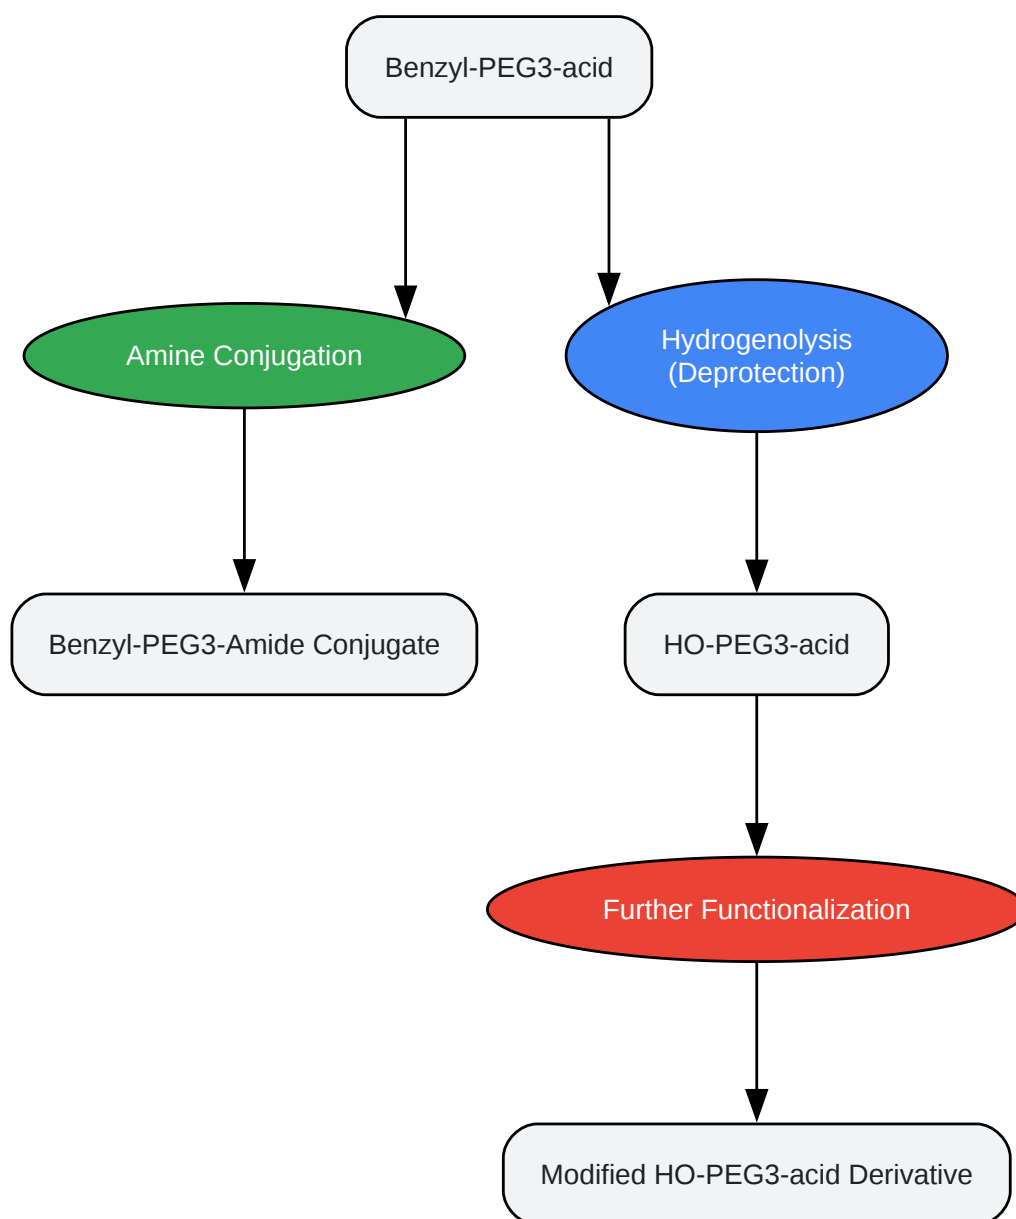 Benzyl-PEG3-acid
Amine Conjugation
Hydrogenolysis
(Deprotection)
Benzyl-PEG3-Amide Conjugate
HO-PEG3-acid
Further Functionalization
Modified HO-PEG3-acid Derivative